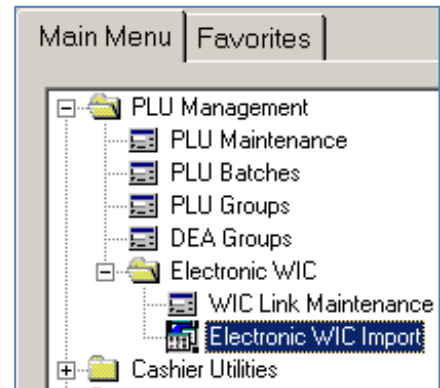 Main Menu Favorites
PLU Management
PLU Maintenance
PLU Batches
PLU Groups
DEA Groups
Electronic WIC
WIC Link Maintenance
Electronic WIC Import
Cashier Utilities